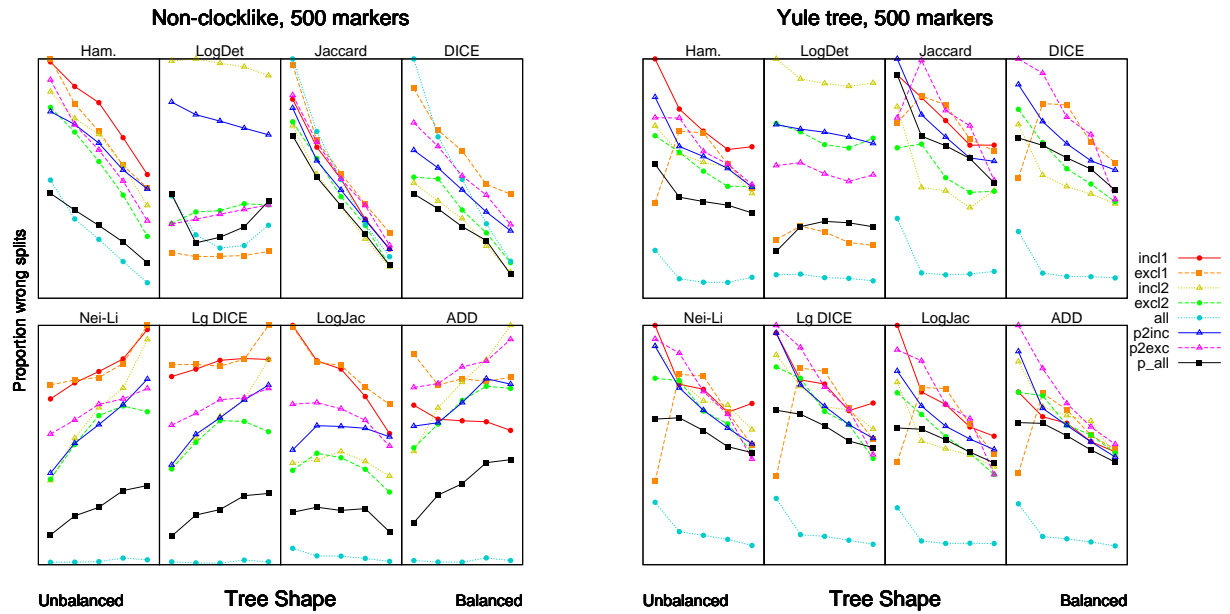 Non-clocklike, 500 markers
Ham. LogDet Jaccard DICE
Nei-Li Lg DICE LogJac ADD
Proportion wrong splits
Unbalanced Tree Shape Balanced
Yule tree, 500 markers
Ham. LogDet Jaccard DICE
Nei-Li Lg DICE LogJac ADD
Unbalanced Tree Shape Balanced
incl1
excl1
incl2
excl2
all
p2inc
p2exc
p_all